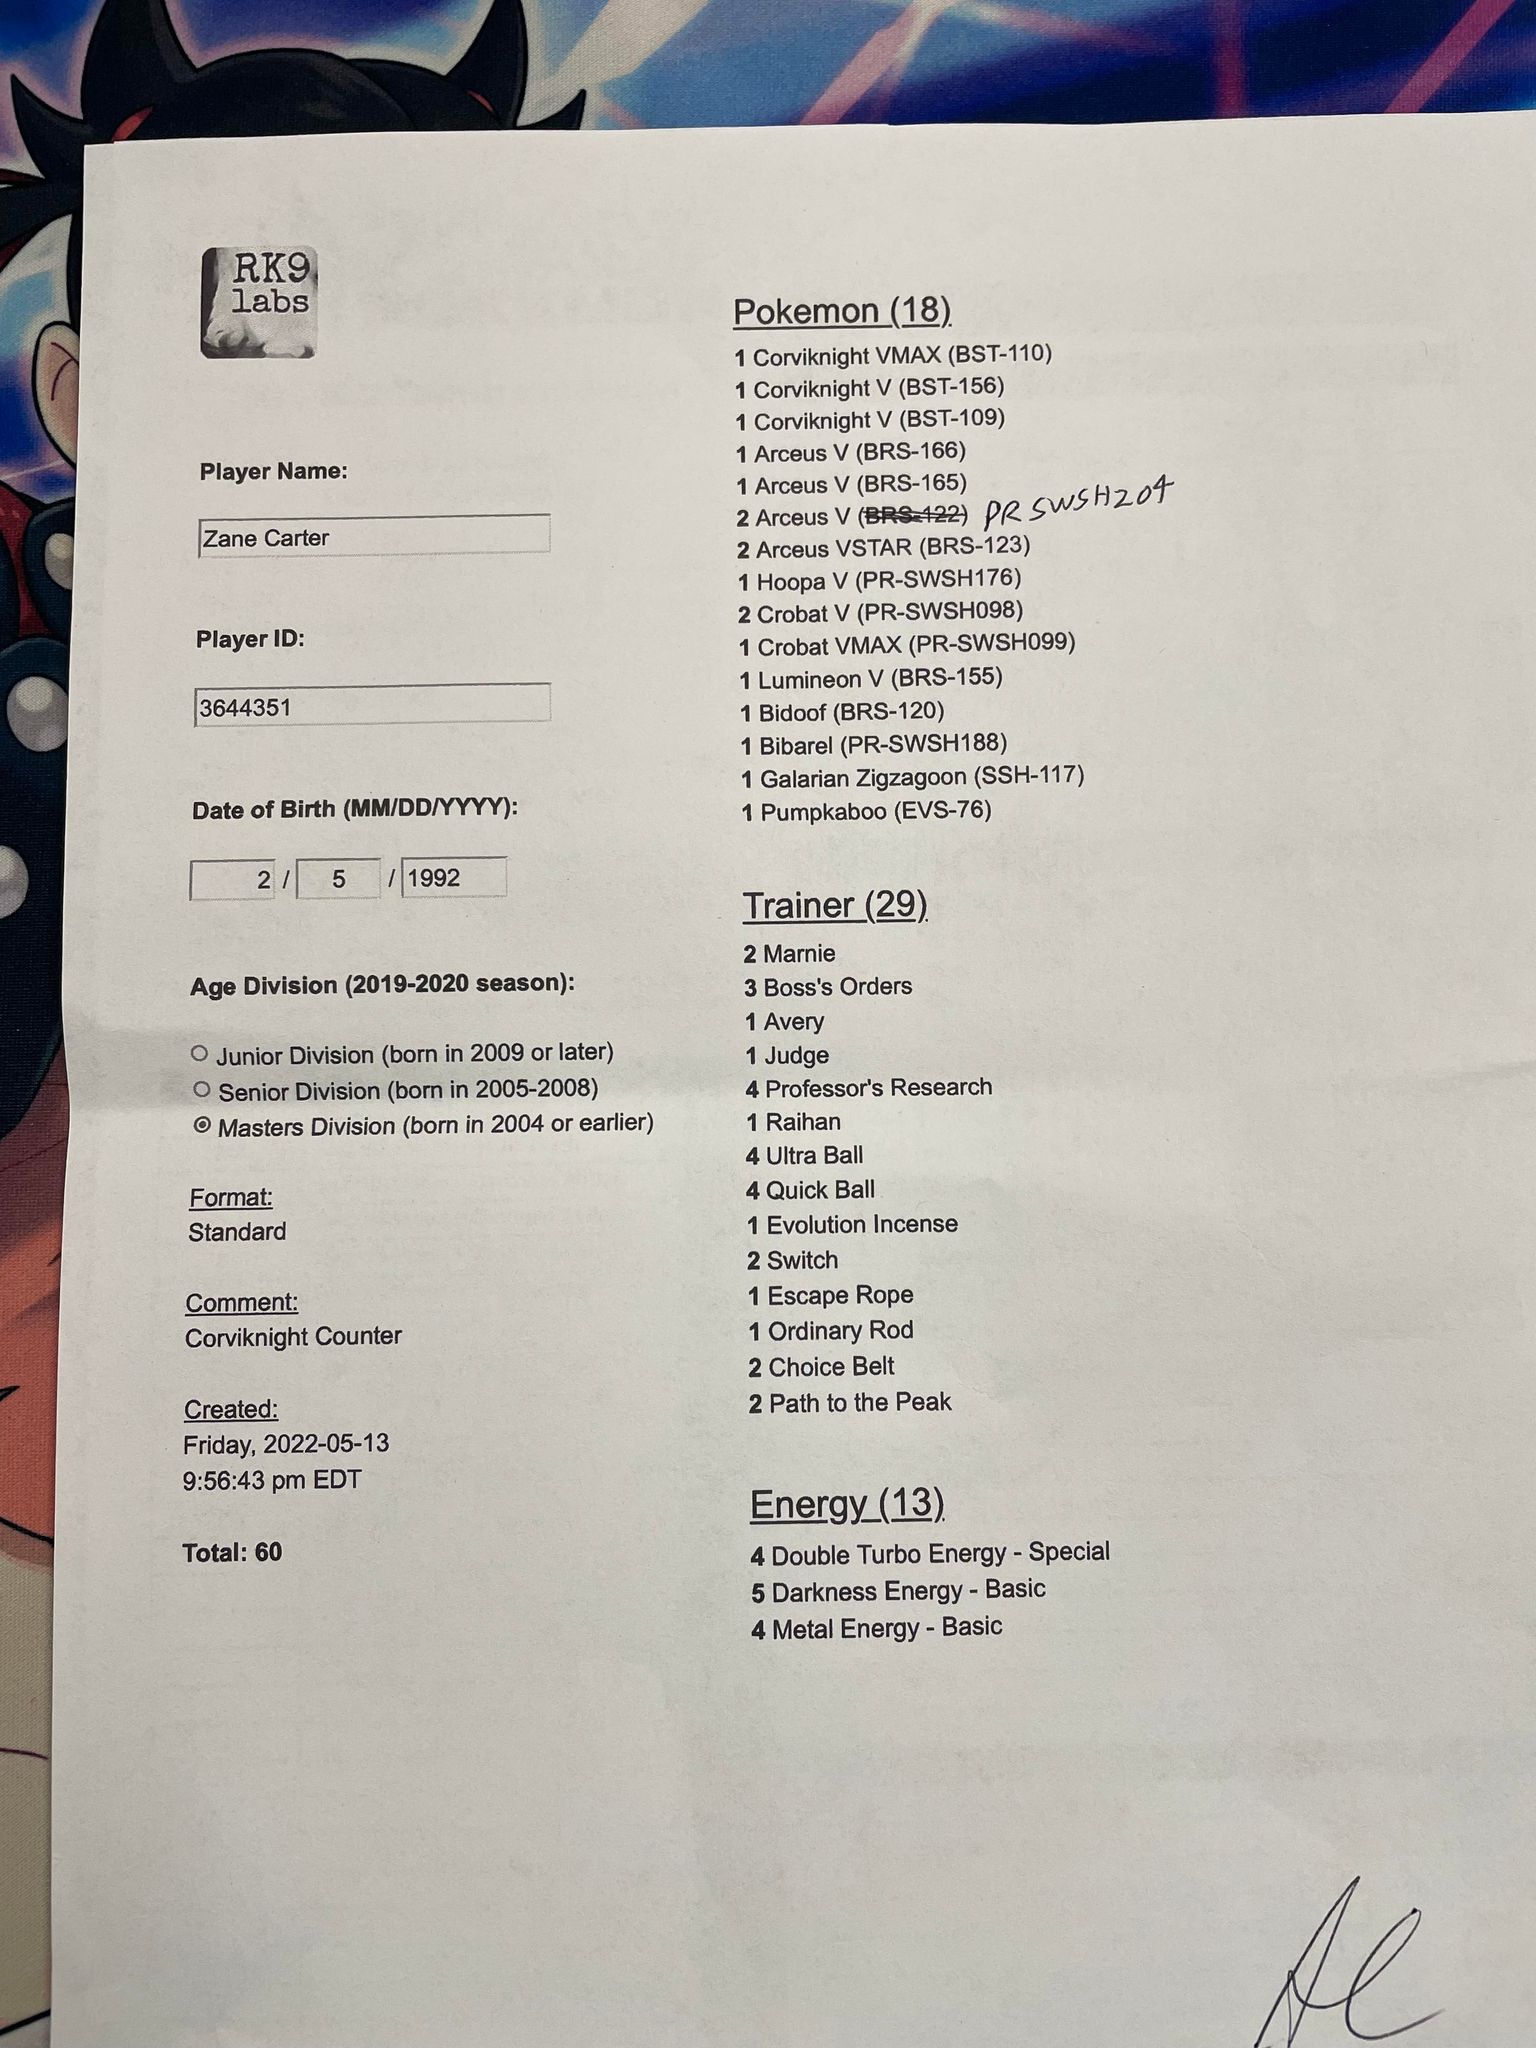 RK9
labs
Player Name:
Zane Carter
Player ID:
3644351
Date of Birth (MM/DD/YYYY):
2 / 5 / 1992
Age Division (2019-2020 season):
Junior Division (born in 2009 or later)
Senior Division (born in 2005-2008)
Masters Division (born in 2004 or earlier)
Format:
Standard
Comment:
Corviknight Counter
Created:
Friday, 2022-05-13
9:56:43 pm EDT
Total: 60
Pokemon (18)
1 Corviknight VMAX (BST-110)
1 Corviknight V (BST-156)
1 Corviknight V (BST-109)
1 Arceus V (BRS-166)
1 Arceus V (BRS-165)
2 Arceus V (BRS-122) PR SWSH204
2 Arceus VSTAR (BRS-123)
1 Hoopa V (PR-SWSH176)
2 Crobat V (PR-SWSH098)
1 Crobat VMAX (PR-SWSH099)
1 Lumineon V (BRS-155)
1 Bidoof (BRS-120)
1 Bibarel (PR-SWSH188)
1 Galarian Zigzagoon (SSH-117)
1 Pumpkaboo (EVS-76)
Trainer (29)
2 Marnie
3 Boss's Orders
1 Avery
1 Judge
4 Professor's Research
1 Raihan
4 Ultra Ball
4 Quick Ball
1 Evolution Incense
2 Switch
1 Escape Rope
1 Ordinary Rod
2 Choice Belt
2 Path to the Peak
Energy (13)
4 Double Turbo Energy - Special
5 Darkness Energy - Basic
4 Metal Energy - Basic